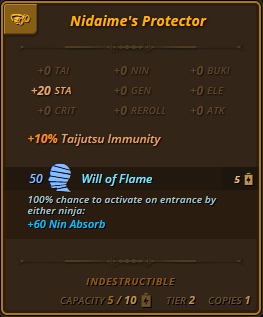 Nidaime's Protector
+0 TAI +0 NIN +0 BUKI
+20 STA +0 GEN +0 ELE
+0 CRIT +0 REROLL +0 ATK
+10% Taijutsu Immunity
50 Will of Flame 5
100% chance to activate on entrance by
either ninja:
+60 Nin Absorb
INDESTRUCTIBLE
CAPACITY 5 / 10 TIER 2 COPIES 1